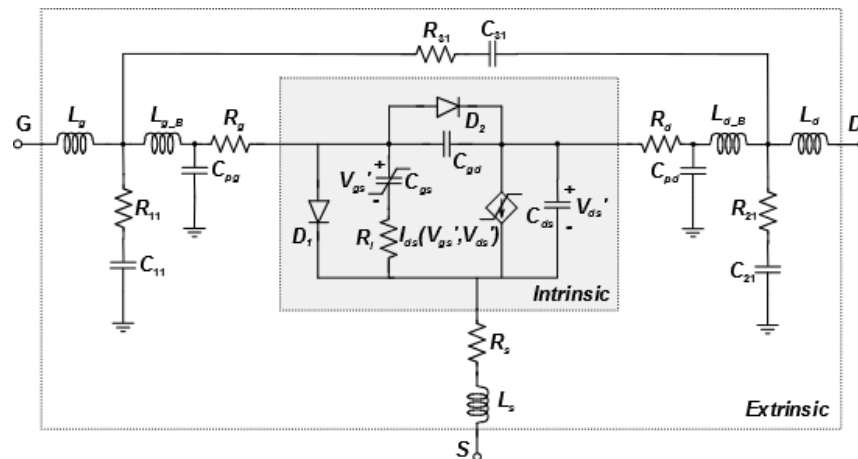 R31 C31
G Lg Lg_B Rg D2 Rd Ld_B Ld D
Cpg + Cgd Cpd
Vgs' Cgs + Vds'
R11 - Cds - R21
D1 Ri Ids(Vgs',Vds')
C11 Intrinsic C21
Rs
Ls Extrinsic
S